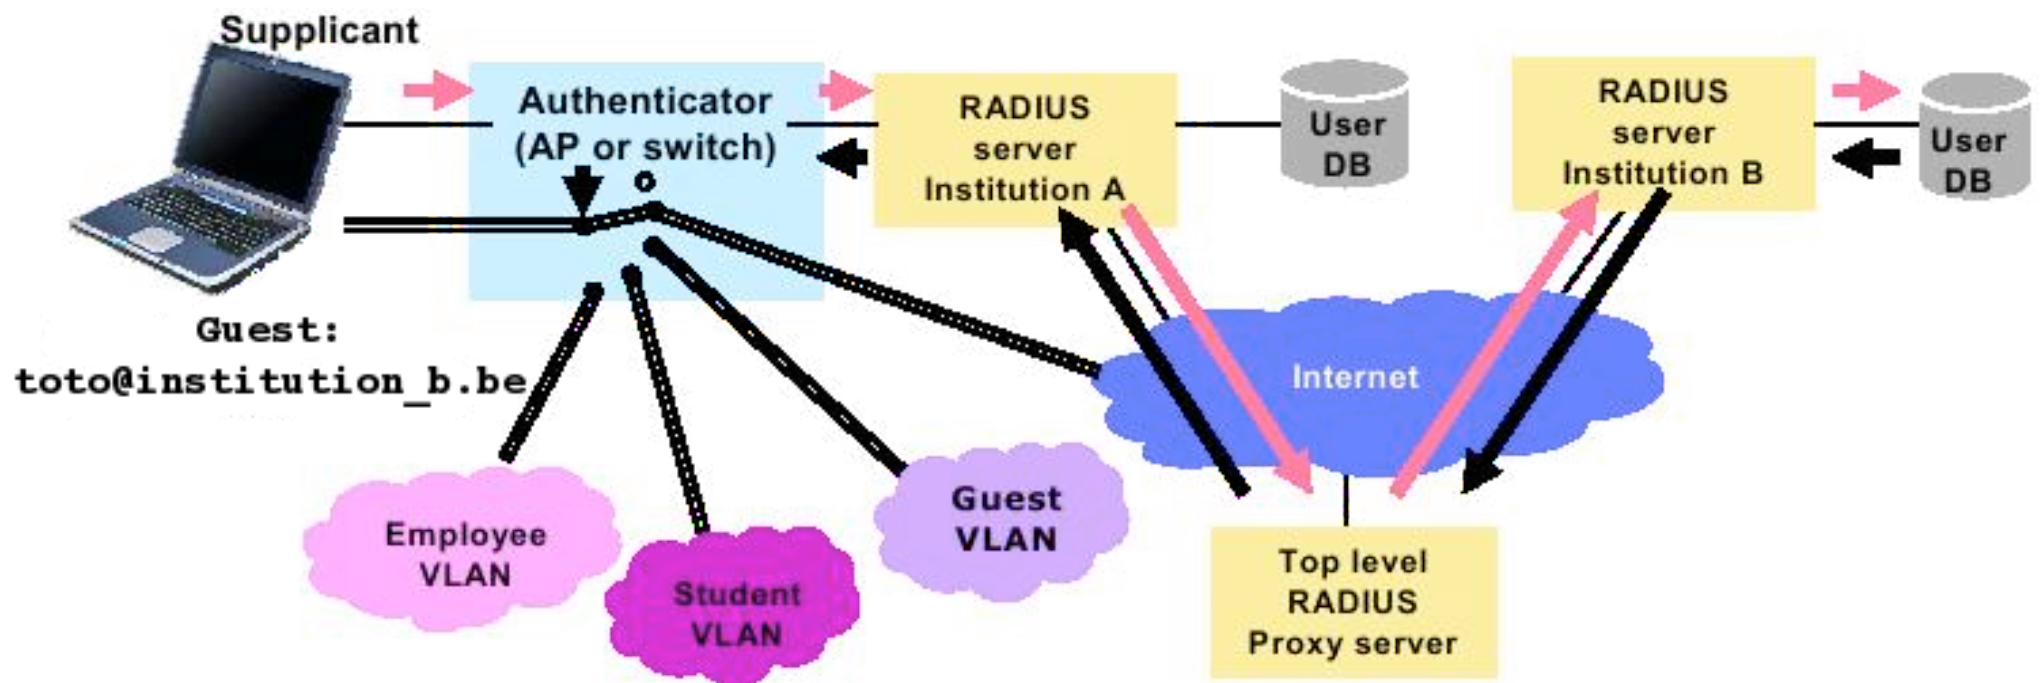 Supplicant
Authenticator
(AP or switch)
RADIUS
server
Institution A
User
DB
RADIUS
server
Institution B
User
DB
Guest:
toto@institution_b.be
Internet
Employee
VLAN
Student
VLAN
Guest
VLAN
Top level
RADIUS
Proxy server